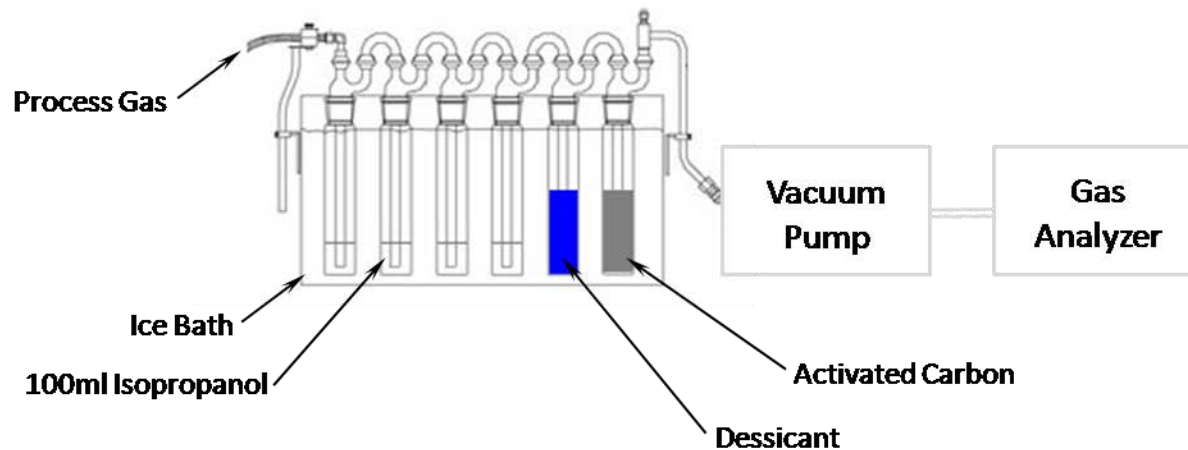 Process Gas
Vacuum
Pump
Gas
Analyzer
Ice Bath
100ml Isopropanol
Activated Carbon
Dessicant